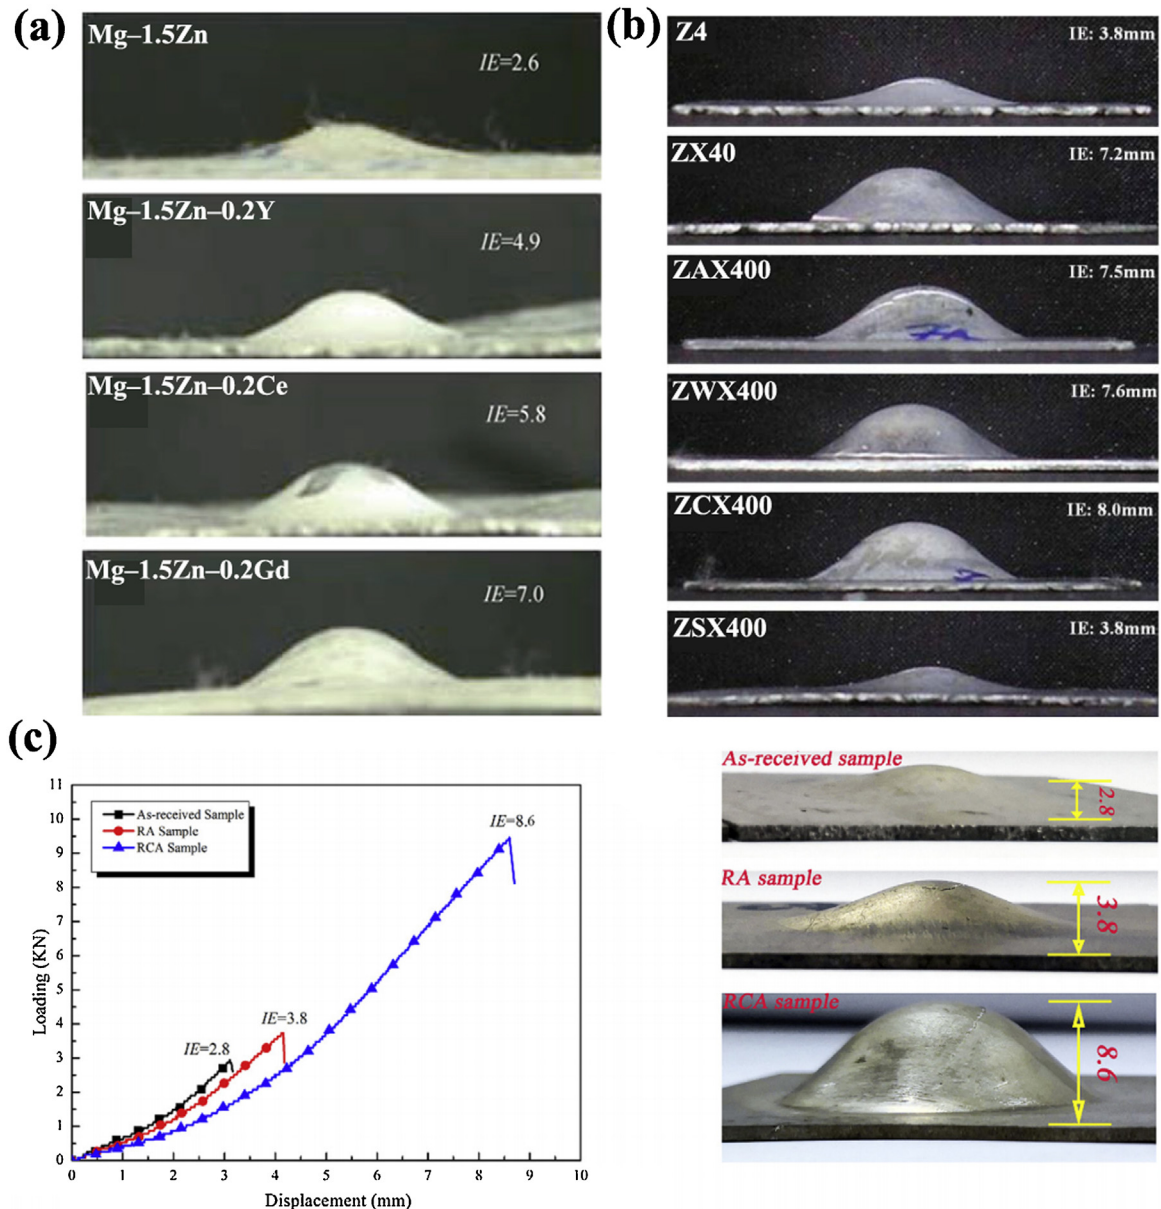 (a)
Mg–1.5Zn
IE=2.6
Mg–1.5Zn–0.2Y
IE=4.9
Mg–1.5Zn–0.2Ce
IE=5.8
Mg–1.5Zn–0.2Gd
IE=7.0
(b)
Z4
IE: 3.8mm
ZX40
IE: 7.2mm
ZAX400
IE: 7.5mm
ZWX400
IE: 7.6mm
ZCX400
IE: 8.0mm
ZSX400
IE: 3.8mm
(c)
11
10
9
8
7
6
5
4
3
2
1
0
Loading (KN)
As-received Sample
RA Sample
RCA Sample
IE=8.6
IE=3.8
IE=2.8
0 1 2 3 4 5 6 7 8 9 10
Displacement (mm)
As-received sample
2.8
RA sample
3.8
RCA sample
8.6